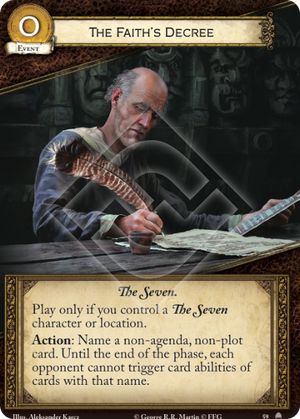 0
THE FAITH'S DECREE
EVENT
The Seven.
Play only if you control a The Seven
character or location.
Action: Name a non-agenda, non-plot
card. Until the end of the phase, each
opponent cannot trigger card abilities of
cards with that name.
Illus. Aleksander Karcz
© George R.R. Martin © FFG
59